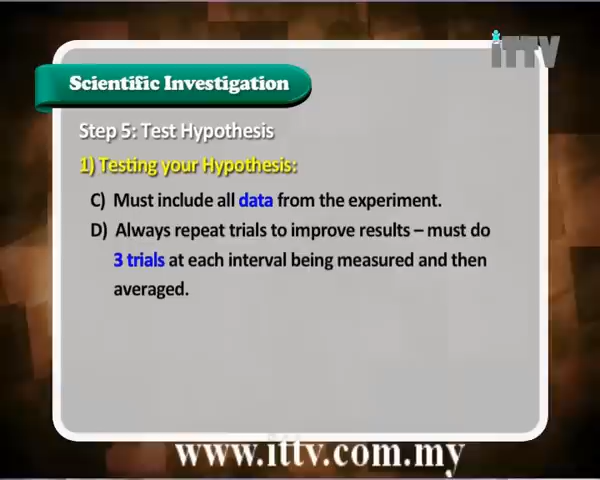 iTTV
Scientific Investigation
Step 5: Test Hypothesis
1) Testing your Hypothesis:
C) Must include all data from the experiment.
D) Always repeat trials to improve results – must do
3 trials at each interval being measured and then
averaged.
www.ittv.com.my